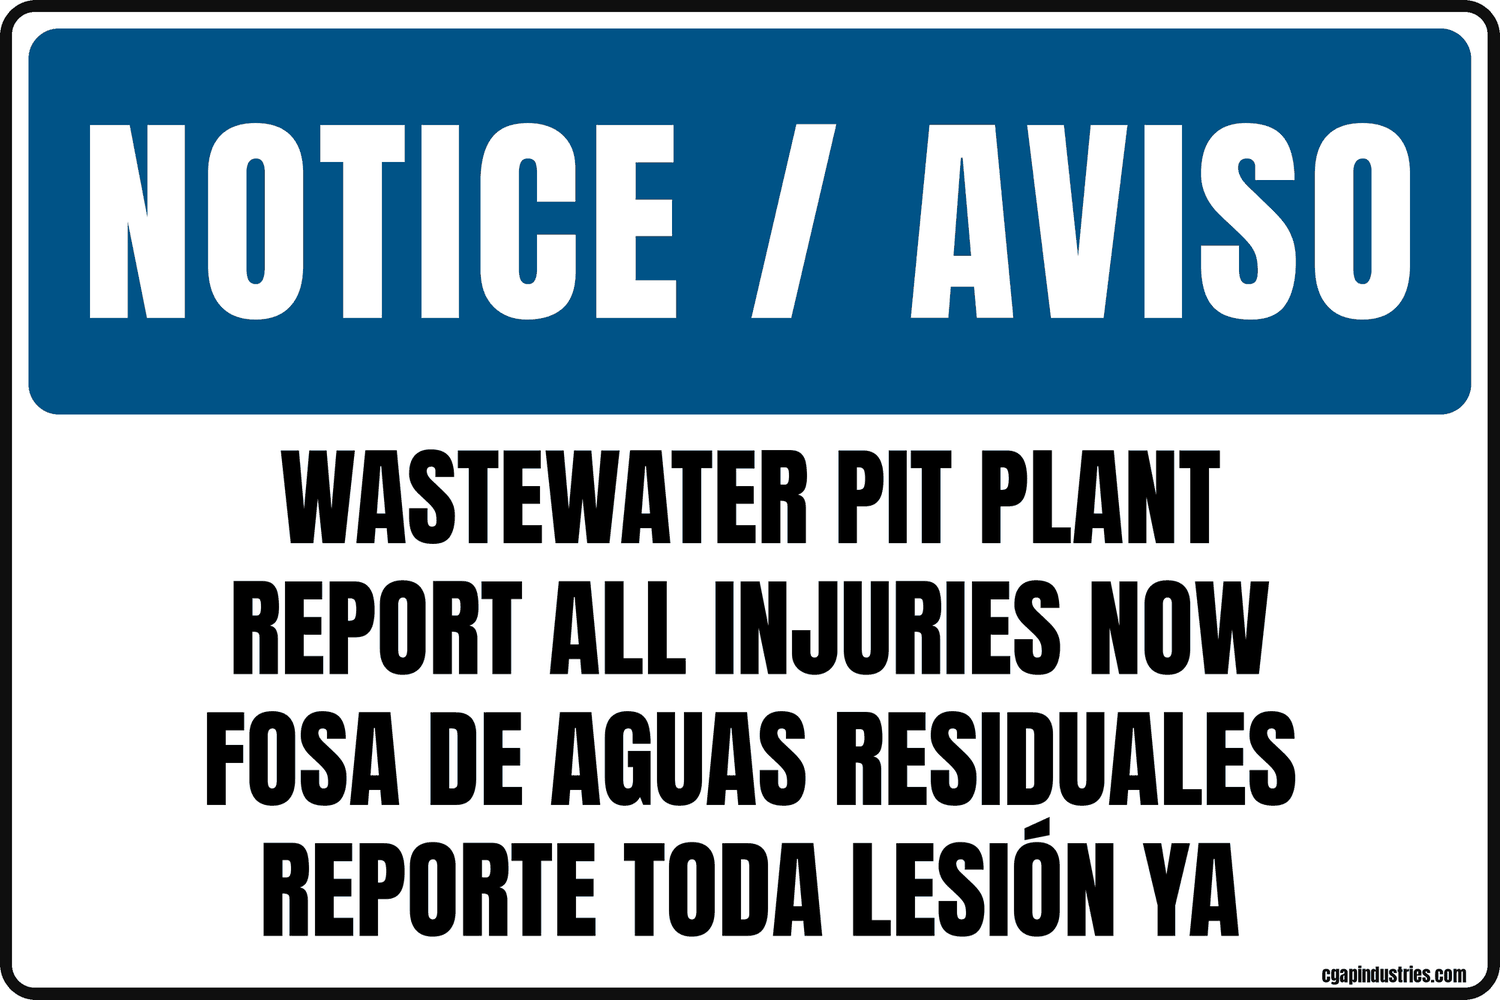 NOTICE / AVISO
WASTEWATER PIT PLANT
REPORT ALL INJURIES NOW
FOSA DE AGUAS RESIDUALES
REPORTE TODA LESIÓN YA
cgapindustries.com